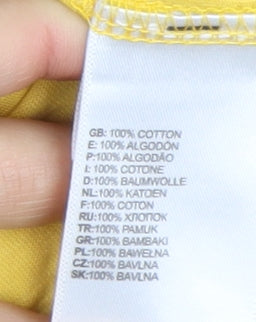 GB: 100% COTTON
E: 100% ALGODÓN
P: 100% ALGODÃO
I: 100% COTONE
D: 100% BAUMWOLLE
NL: 100% KATOEN
F: 100% COTON
RU: 100% ХЛОПОК
TR: 100% PAMUK
GR: 100% BAMBAKI
PL: 100% BAWEŁNA
CZ: 100% BAVLNA
SK: 100% BAVLNA